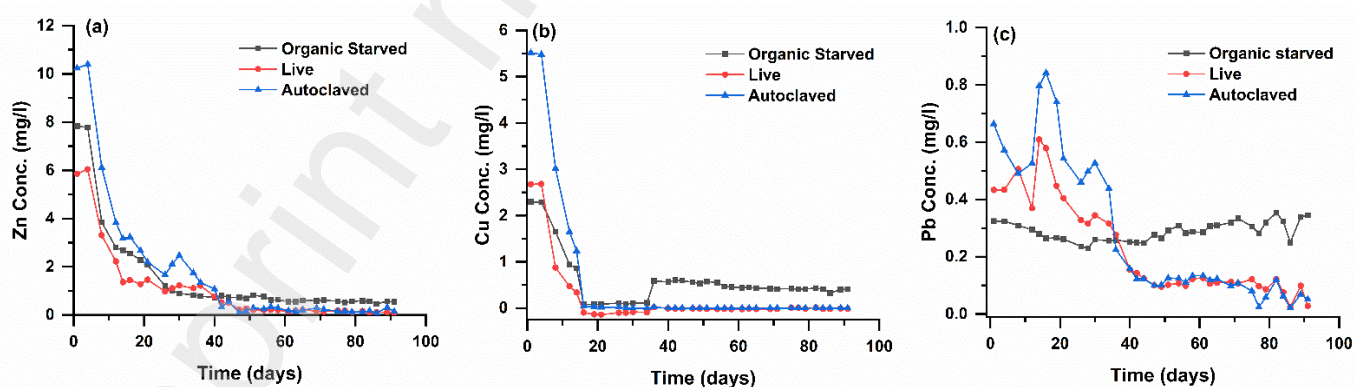 (a)
Organic Starved
Live
Autoclaved
Zn Conc. (mg/l)
12
10
8
6
4
2
0
0 20 40 60 80 100
Time (days)
(b)
Organic Starved
Live
Autoclaved
Cu Conc. (mg/l)
6
5
4
3
2
1
0
0 20 40 60 80 100
Time (days)
(c)
Organic starved
Live
Autoclaved
Pb Conc. (mg/l)
1.0
0.8
0.6
0.4
0.2
0.0
0 20 40 60 80 100
Time (days)
print r